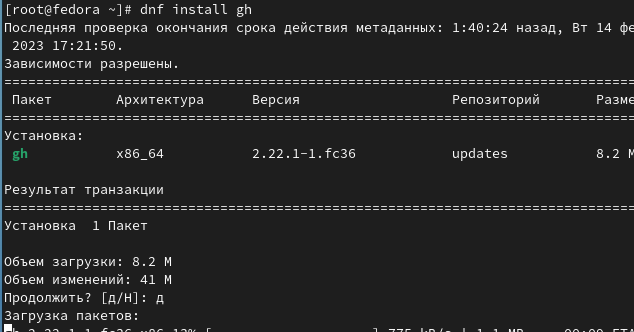 [root@fedora ~]# dnf install gh
Последняя проверка окончания срока действия метаданных: 1:40:24 назад, Вт 14 фе
2023 17:21:50.
Зависимости разрешены.
================================================================================
Пакет Архитектура Версия Репозиторий Разме
================================================================================
Установка:
gh x86_64 2.22.1-1.fc36 updates 8.2 M
Результат транзакции
================================================================================
Установка 1 Пакет
Объем загрузки: 8.2 M
Объем изменений: 41 M
Продолжить? [д/Н]: д
Загрузка пакетов: